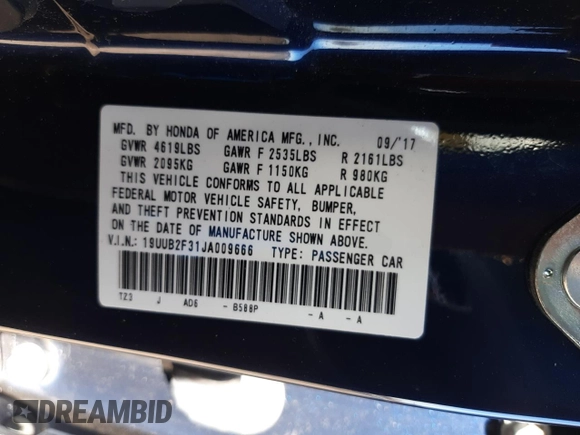 MFD. BY HONDA OF AMERICA MFG., INC. 09/'17
GVWR 4619LBS GAWR F 2535LBS R 2161LBS
GVWR 2095KG GAWR F 1150KG R 980KG
THIS VEHICLE CONFORMS TO ALL APPLICABLE
FEDERAL MOTOR VEHICLE SAFETY, BUMPER,
AND THEFT PREVENTION STANDARDS IN EFFECT
ON THE DATE OF MANUFACTURE SHOWN ABOVE.
V.I.N.: 19UUB2F31JA009666 TYPE: PASSENGER CAR
TZ3 J AD6 - B588P - A - A
DREAMBID